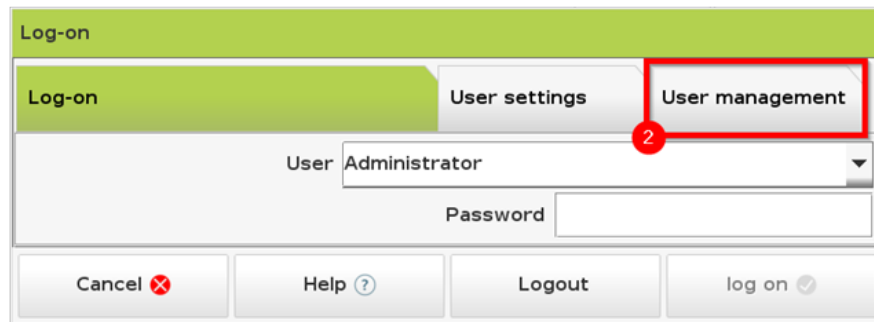 Log-on
Log-on User settings User management
2
User Administrator
Password
Cancel Help ? Logout log on